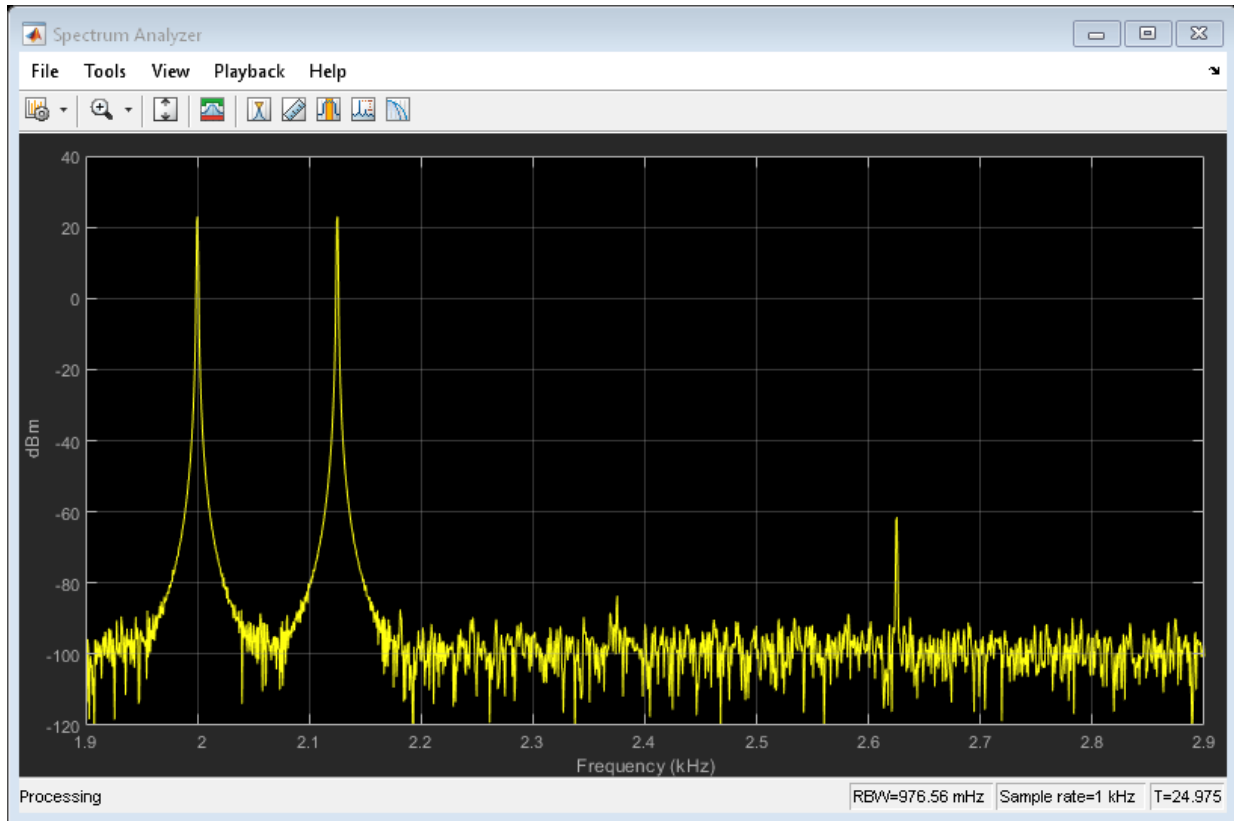 Spectrum Analyzer
File Tools View Playback Help
40
20
0
-20
-40
-60
-80
-100
-120
dBm
1.9 2 2.1 2.2 2.3 2.4 2.5 2.6 2.7 2.8 2.9
Frequency (kHz)
Processing RBW=976.56 mHz Sample rate=1 kHz T=24.975